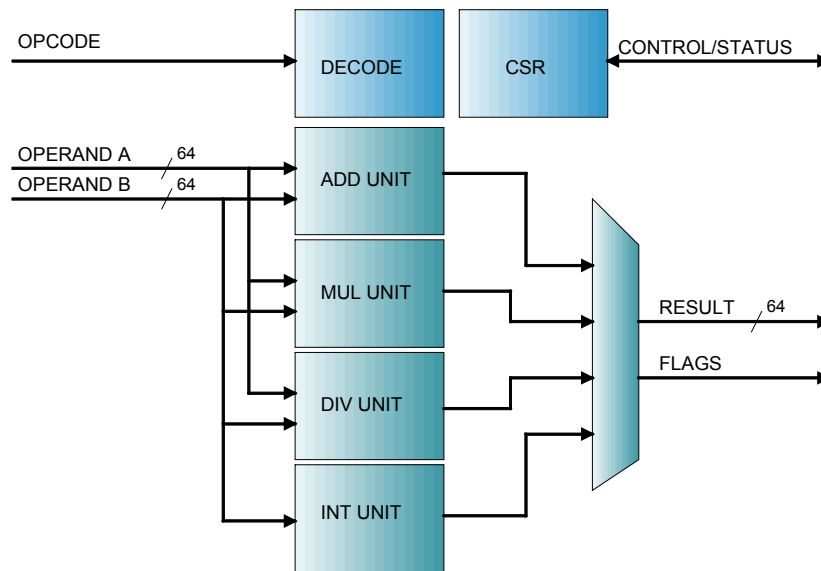 OPCODE
DECODE
CSR
CONTROL/STATUS
OPERAND A
64
OPERAND B
64
ADD UNIT
MUL UNIT
RESULT
64
FLAGS
DIV UNIT
INT UNIT